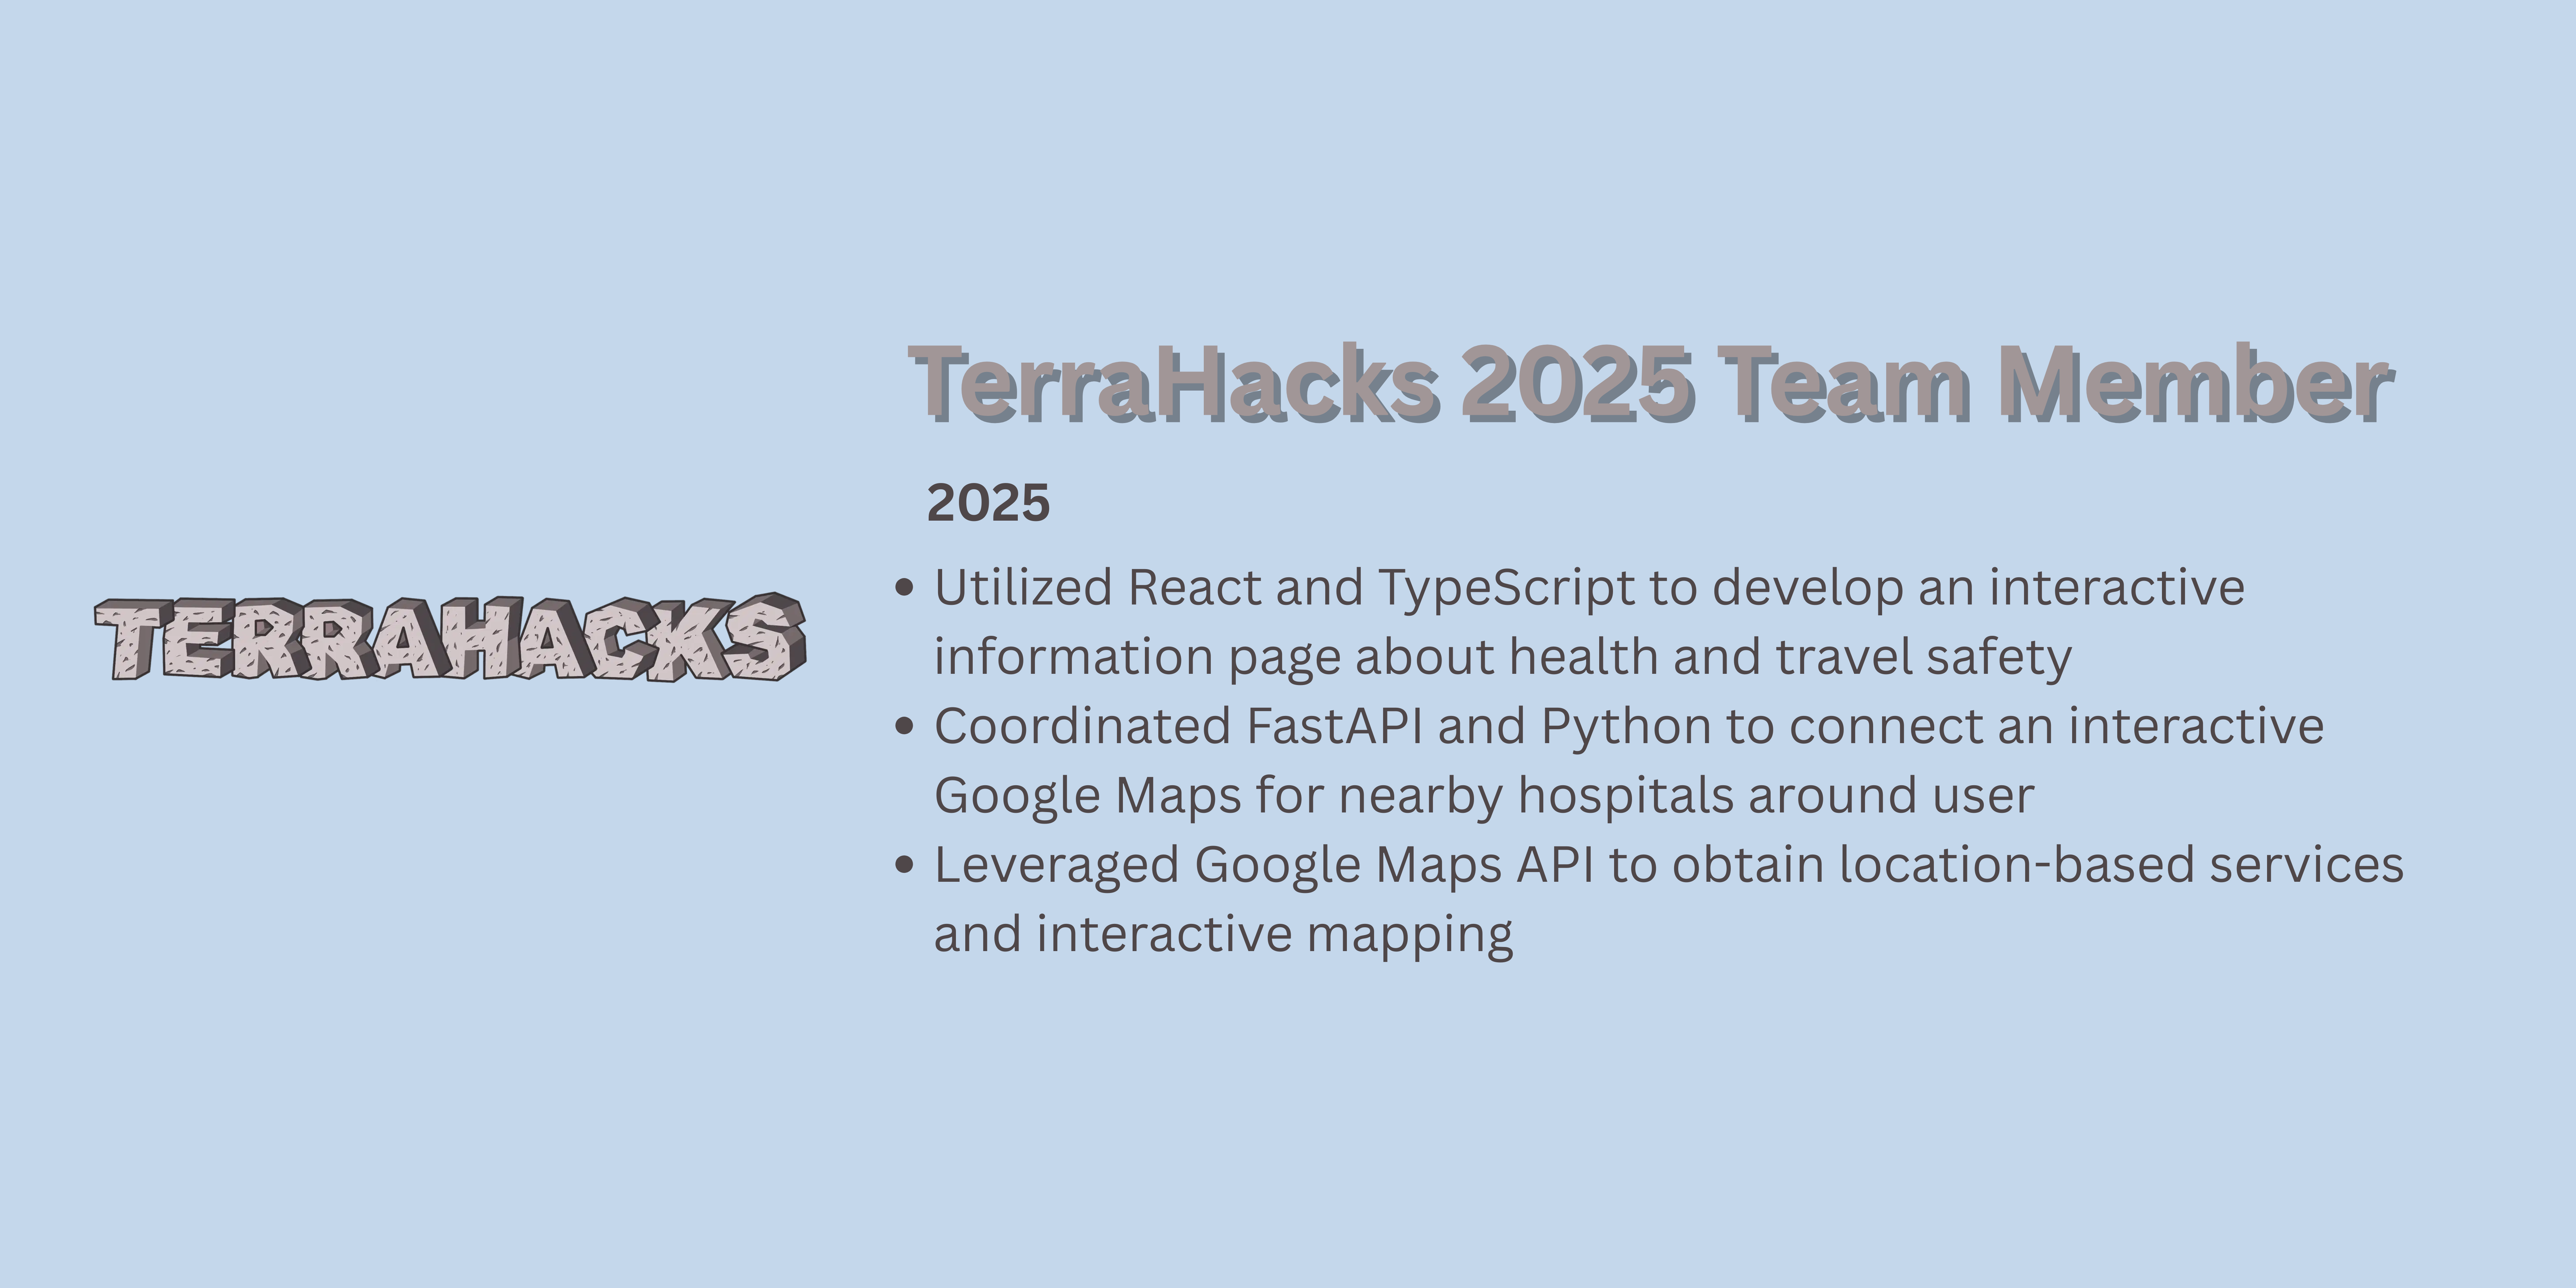 TerraHacks 2025 Team Member
2025
TERRAHACKS
• Utilized React and TypeScript to develop an interactive
information page about health and travel safety
• Coordinated FastAPI and Python to connect an interactive
Google Maps for nearby hospitals around user
• Leveraged Google Maps API to obtain location-based services
and interactive mapping